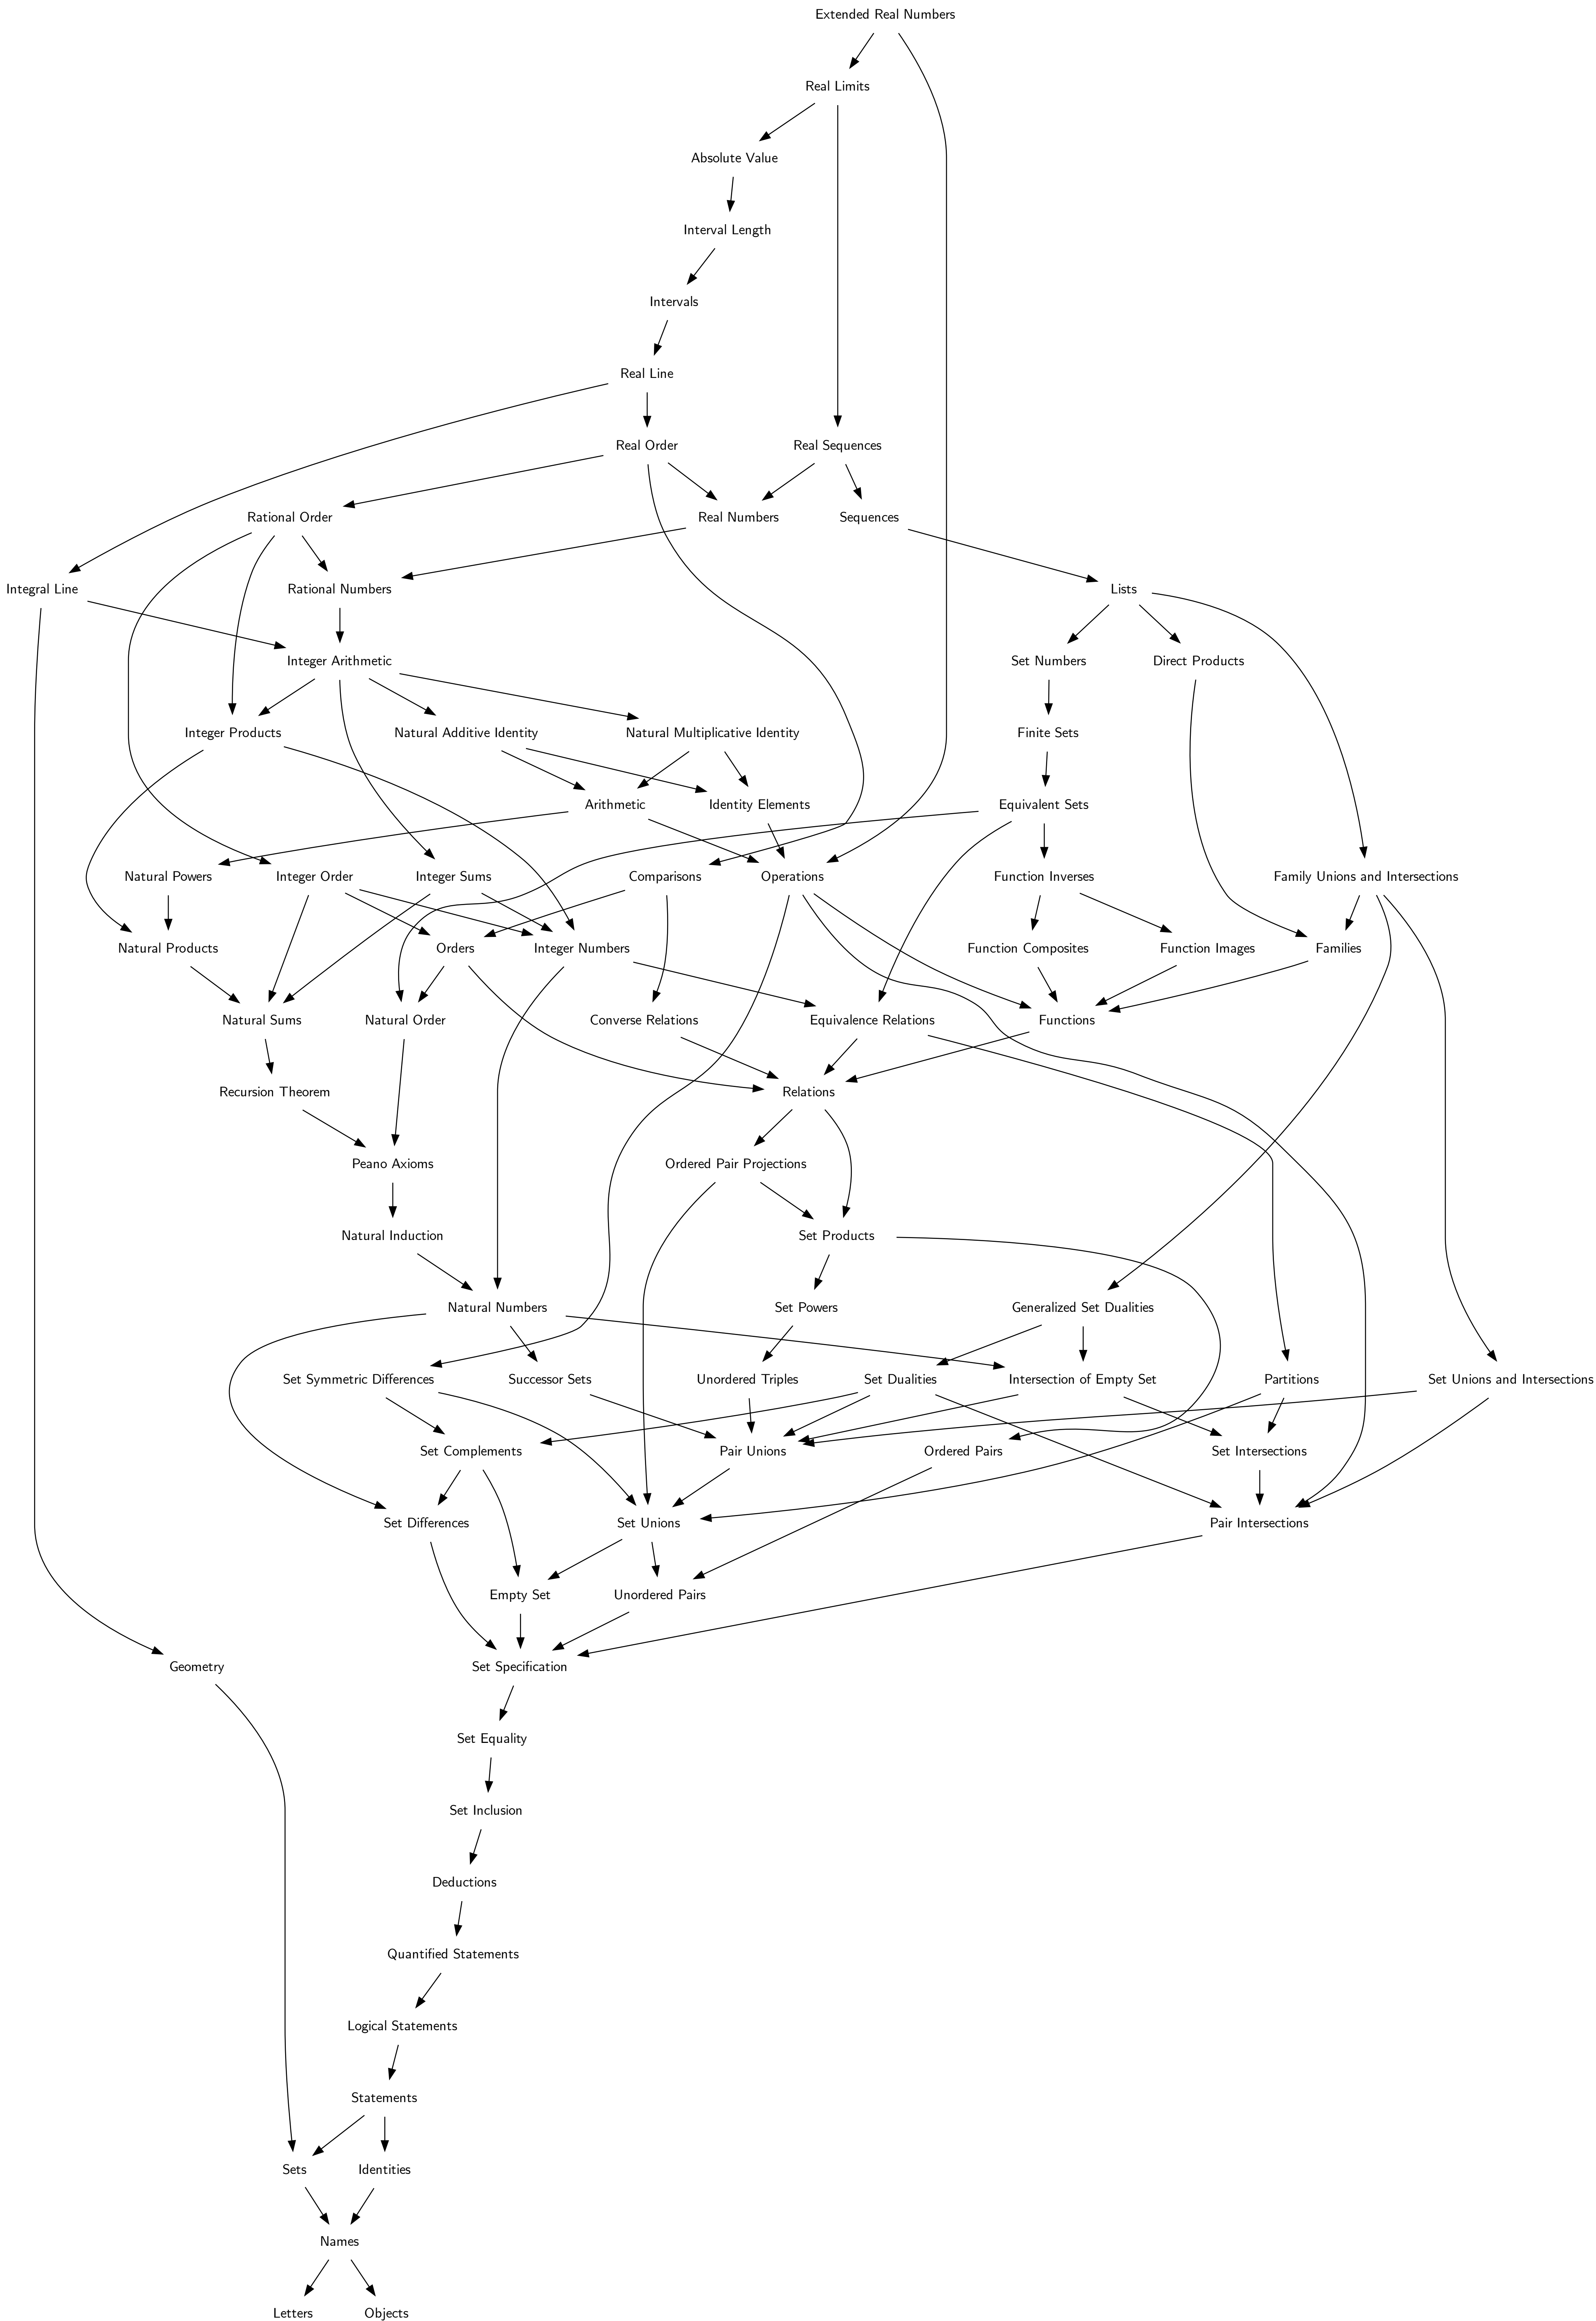 Extended Real Numbers
Real Limits
Absolute Value
Interval Length
Intervals
Real Line
Real Order
Real Sequences
Rational Order
Real Numbers
Sequences
Integral Line
Rational Numbers
Lists
Integer Arithmetic
Set Numbers
Direct Products
Integer Products
Natural Additive Identity
Natural Multiplicative Identity
Finite Sets
Arithmetic
Identity Elements
Equivalent Sets
Natural Powers
Integer Order
Integer Sums
Comparisons
Operations
Function Inverses
Family Unions and Intersections
Natural Products
Orders
Integer Numbers
Function Composites
Function Images
Families
Natural Sums
Natural Order
Converse Relations
Equivalence Relations
Functions
Recursion Theorem
Relations
Peano Axioms
Ordered Pair Projections
Natural Induction
Set Products
Natural Numbers
Set Powers
Generalized Set Dualities
Set Symmetric Differences
Successor Sets
Unordered Triples
Set Dualities
Intersection of Empty Set
Partitions
Set Unions and Intersections
Set Complements
Pair Unions
Ordered Pairs
Set Intersections
Set Differences
Set Unions
Pair Intersections
Empty Set
Unordered Pairs
Geometry
Set Specification
Set Equality
Set Inclusion
Deductions
Quantified Statements
Logical Statements
Statements
Sets
Identities
Names
Letters
Objects